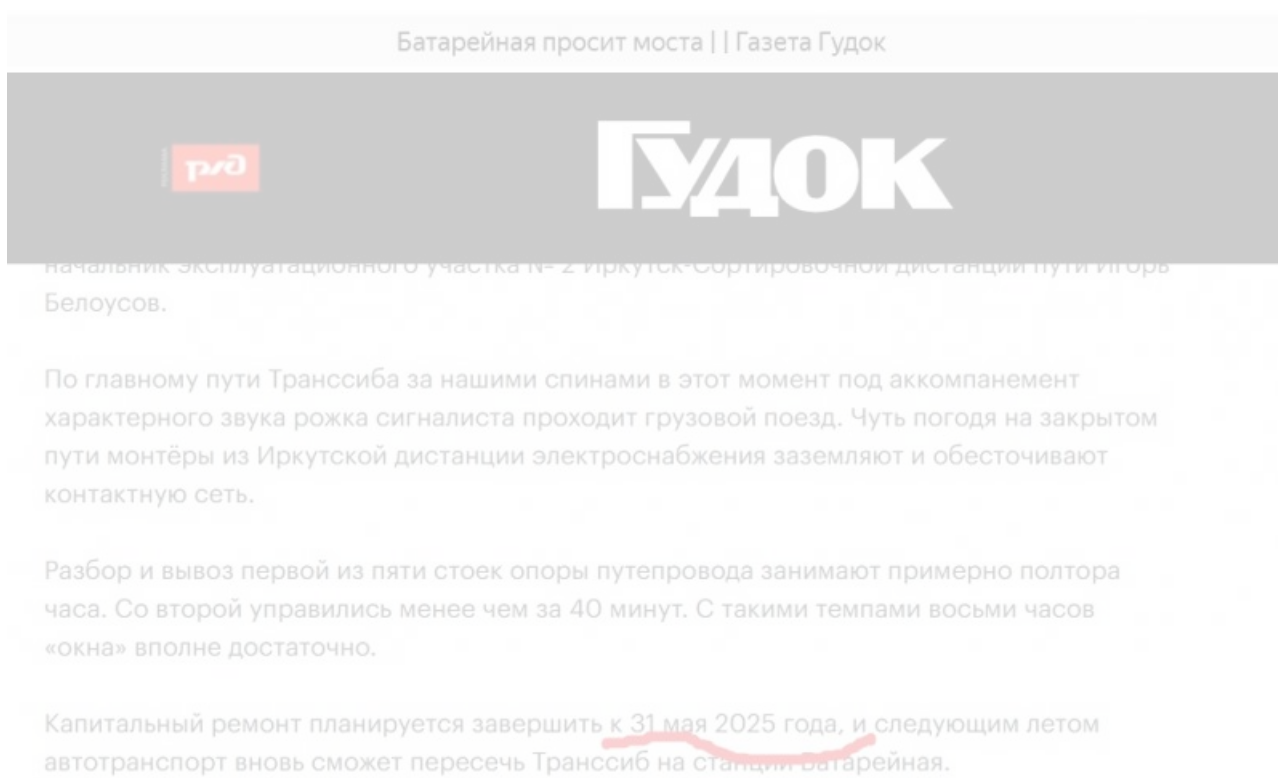 Батарейная просит моста | | Газета Гудок
ржд
Гудок
начальник эксплуатационного участка № 2 Иркутск-Сортировочной дистанции пути Игорь
Белоусов.
По главному пути Транссиба за нашими спинами в этот момент под аккомпанемент
характерного звука рожка сигналиста проходит грузовой поезд. Чуть погодя на закрытом
пути монтёры из Иркутской дистанции электроснабжения заземляют и обесточивают
контактную сеть.
Разбор и вывоз первой из пяти стоек опоры путепровода занимают примерно полтора
часа. Со второй управились менее чем за 40 минут. С такими темпами восьми часов
«окна» вполне достаточно.
Капитальный ремонт планируется завершить к 31 мая 2025 года, и следующим летом
автотранспорт вновь сможет пересечь Транссиб на станции Батарейная.